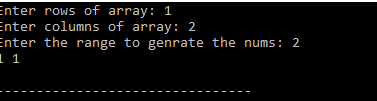 Enter rows of array: 1
Enter columns of array: 2
Enter the range to genrate the nums: 2
1 1
--------------------------------